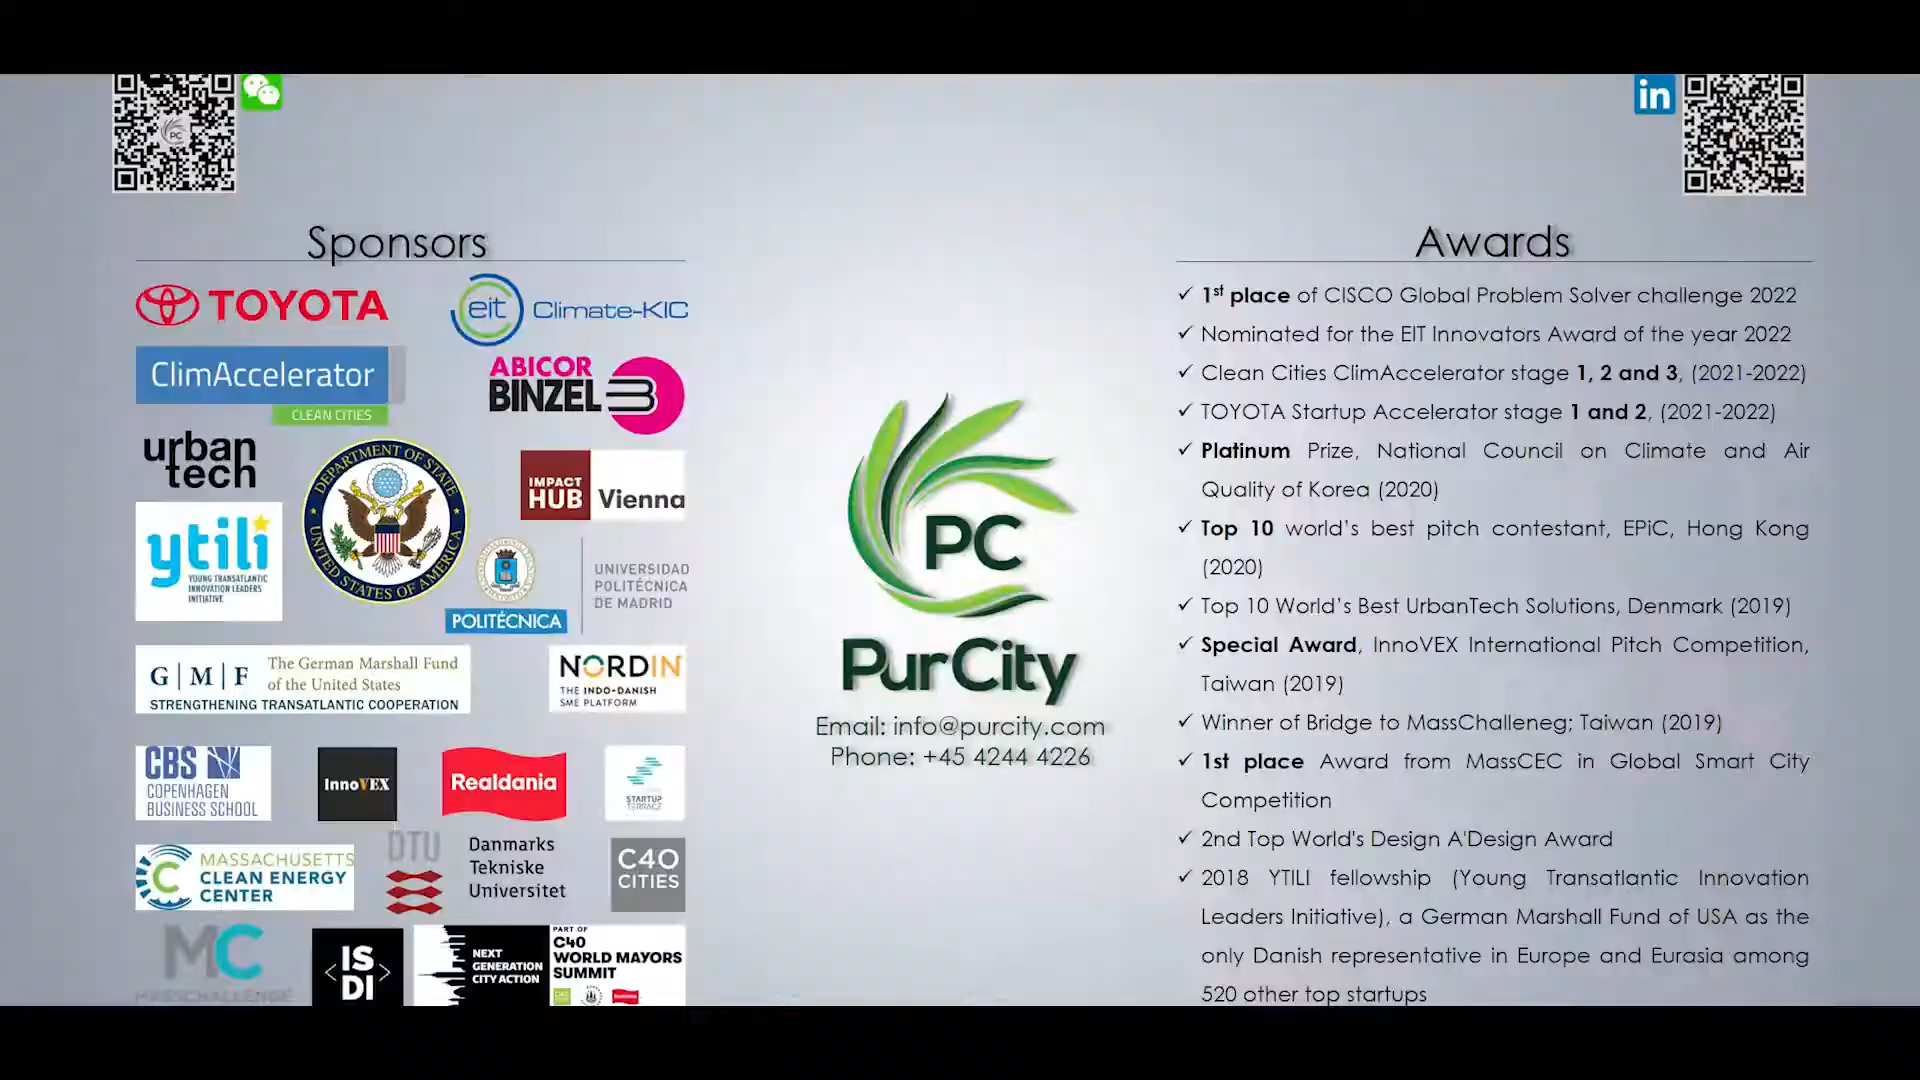 in
PC
Sponsors
TOYOTA
eit Climate-KIC
ClimAccelerator
CLEAN CITIES
ABICOR
BINZEL
urban
tech
DEPARTMENT OF STATE
UNITED STATES OF AMERICA
IMPACT
HUB Vienna
ytili
YOUNG TRANSATLANTIC
INNOVATION LEADERS
INITIATIVE
POLITÉCNICA
UNIVERSIDAD
POLITÉCNICA
DE MADRID
G|M|F The German Marshall Fund
of the United States
STRENGTHENING TRANSATLANTIC COOPERATION
NORDIN
THE INDO-DANISH
SME PLATFORM
CBS
COPENHAGEN
BUSINESS SCHOOL
InnoVEX
Realdania
STARTUP
TERRACE
MASSACHUSETTS
CLEAN ENERGY
CENTER
DTU
Danmarks
Tekniske
Universitet
C40
CITIES
MC
MASSCHALLENGE
<IS
DI>
NEXT
GENERATION
CITY ACTION
PART OF
C40
WORLD MAYORS
SUMMIT
PC
PurCity
Email: info@purcity.com
Phone: +45 4244 4226
Awards
✓ 1st place of CISCO Global Problem Solver challenge 2022
✓ Nominated for the EIT Innovators Award of the year 2022
✓ Clean Cities ClimAccelerator stage 1, 2 and 3, (2021-2022)
✓ TOYOTA Startup Accelerator stage 1 and 2, (2021-2022)
✓ Platinum Prize, National Council on Climate and Air
Quality of Korea (2020)
✓ Top 10 world's best pitch contestant, EPiC, Hong Kong
(2020)
✓ Top 10 World's Best UrbanTech Solutions, Denmark (2019)
✓ Special Award, InnoVEX International Pitch Competition,
Taiwan (2019)
✓ Winner of Bridge to MassChalleneg; Taiwan (2019)
✓ 1st place Award from MassCEC in Global Smart City
Competition
✓ 2nd Top World's Design A'Design Award
✓ 2018 YTILI fellowship (Young Transatlantic Innovation
Leaders Initiative), a German Marshall Fund of USA as the
only Danish representative in Europe and Eurasia among
520 other top startups